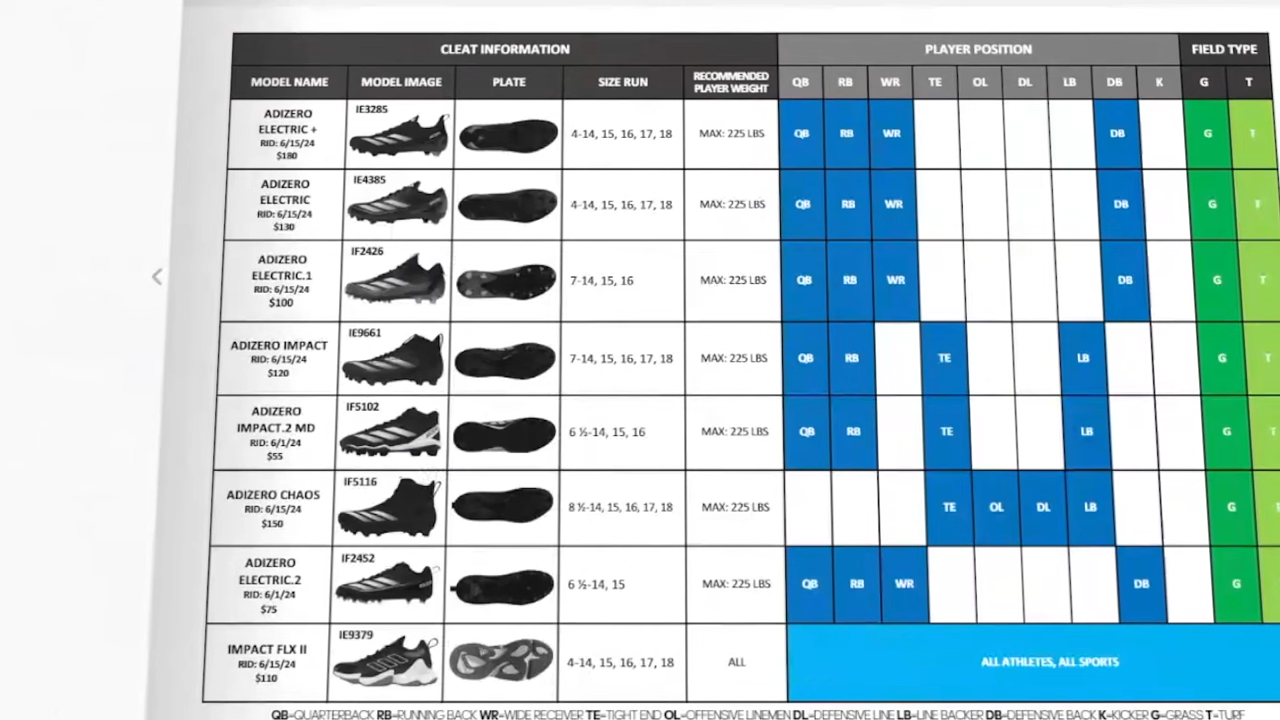 CLEAT INFORMATION PLAYER POSITION FIELD TYPE
MODEL NAME MODEL IMAGE PLATE SIZE RUN RECOMMENDED PLAYER WEIGHT QB RB WR TE OL DL LB DB K G T
ADIZERO ELECTRIC + RID: 6/15/24 $180 IE3285 4-14, 15, 16, 17, 18 MAX: 225 LBS QB RB WR DB G T
ADIZERO ELECTRIC RID: 6/15/24 $130 IE4385 4-14, 15, 16, 17, 18 MAX: 225 LBS QB RB WR DB G T
ADIZERO ELECTRIC.1 RID: 6/15/24 $100 IF2426 7-14, 15, 16 MAX: 225 LBS QB RB WR DB G T
ADIZERO IMPACT RID: 6/15/24 $120 IE9661 7-14, 15, 16, 17, 18 MAX: 225 LBS QB RB TE LB G T
ADIZERO IMPACT.2 MD RID: 6/1/24 $55 IF5102 6 ½-14, 15, 16 MAX: 225 LBS QB RB TE LB G T
ADIZERO CHAOS RID: 6/15/24 $150 IF5116 8 ½-14, 15, 16, 17, 18 MAX: 225 LBS TE OL DL LB G
ADIZERO ELECTRIC.2 RID: 6/1/24 $75 IF2452 6 ½-14, 15 MAX: 225 LBS QB RB WR DB G
IMPACT FLX II RID: 6/15/24 $110 IE9379 4-14, 15, 16, 17, 18 ALL ALL ATHLETES, ALL SPORTS
QB=QUARTERBACK RB=RUNNING BACK WR=WIDE RECEIVER TE=TIGHT END OL=OFFENSIVE LINEMEN DL=DEFENSIVE LINE LB=LINE BACKER DB=DEFENSIVE BACK K=KICKER G=GRASS T=TURF